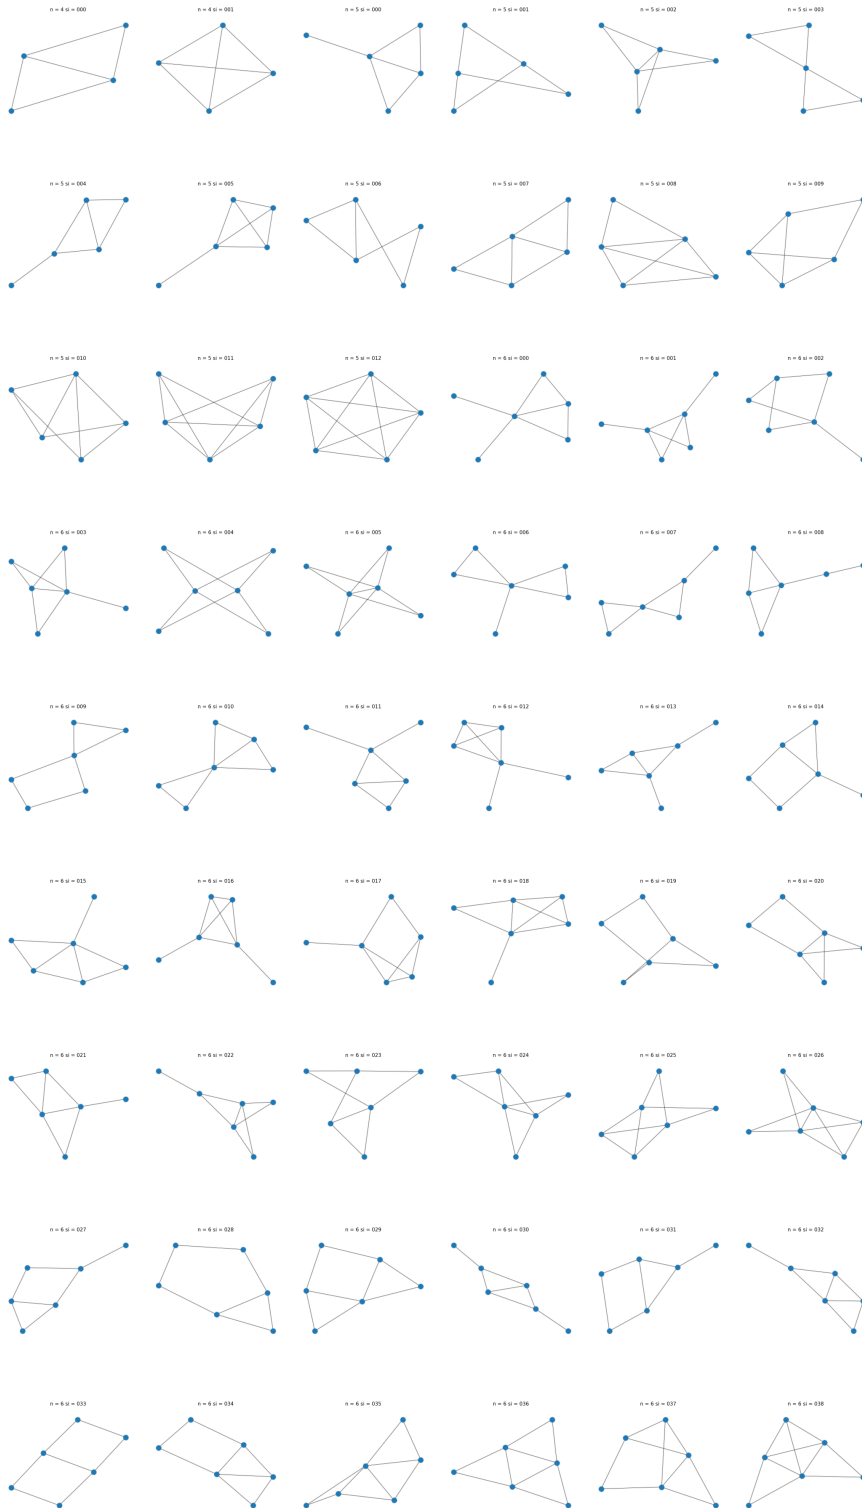 n = 4 si = 000
n = 4 si = 001
n = 5 si = 000
n = 5 si = 001
n = 5 si = 002
n = 5 si = 003
n = 5 si = 004
n = 5 si = 005
n = 5 si = 006
n = 5 si = 007
n = 5 si = 008
n = 5 si = 009
n = 5 si = 010
n = 5 si = 011
n = 5 si = 012
n = 6 si = 000
n = 6 si = 001
n = 6 si = 002
n = 6 si = 003
n = 6 si = 004
n = 6 si = 005
n = 6 si = 006
n = 6 si = 007
n = 6 si = 008
n = 6 si = 009
n = 6 si = 010
n = 6 si = 011
n = 6 si = 012
n = 6 si = 013
n = 6 si = 014
n = 6 si = 015
n = 6 si = 016
n = 6 si = 017
n = 6 si = 018
n = 6 si = 019
n = 6 si = 020
n = 6 si = 021
n = 6 si = 022
n = 6 si = 023
n = 6 si = 024
n = 6 si = 025
n = 6 si = 026
n = 6 si = 027
n = 6 si = 028
n = 6 si = 029
n = 6 si = 030
n = 6 si = 031
n = 6 si = 032
n = 6 si = 033
n = 6 si = 034
n = 6 si = 035
n = 6 si = 036
n = 6 si = 037
n = 6 si = 038